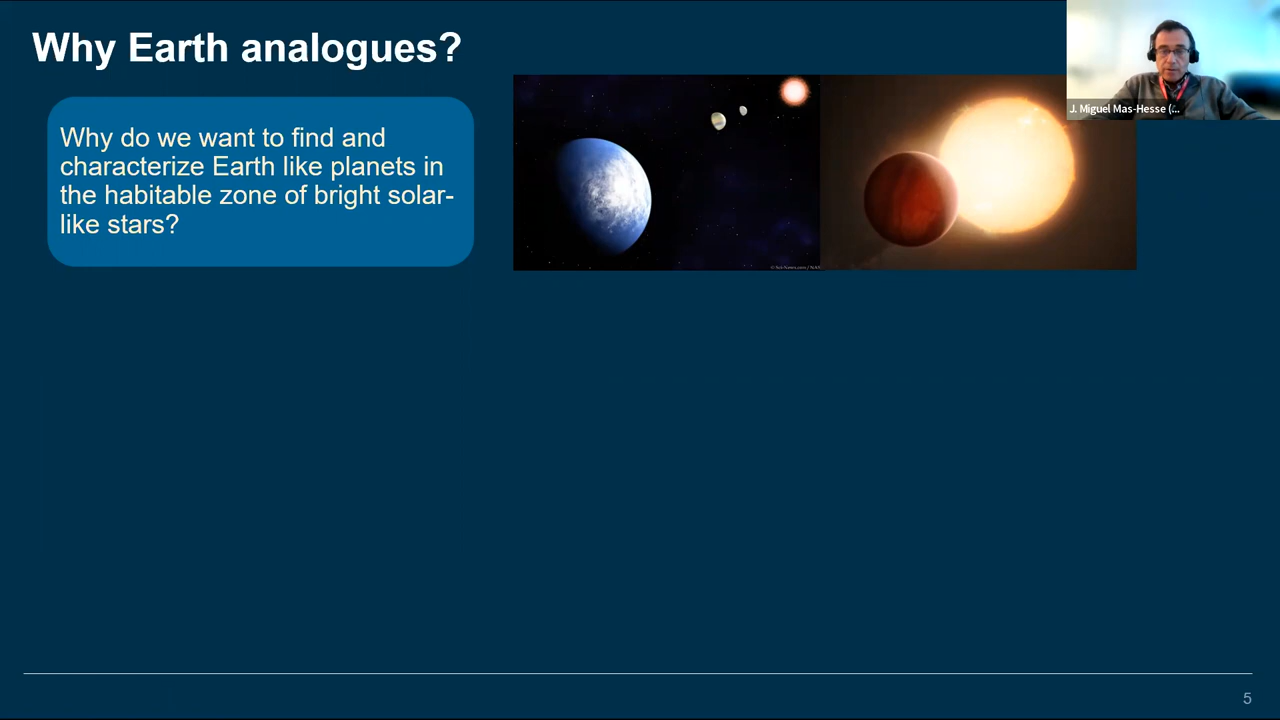 Why Earth analogues?
Why do we want to find and
characterize Earth like planets in
the habitable zone of bright solar-
like stars?
J. Miguel Mas-Hesse (...
5